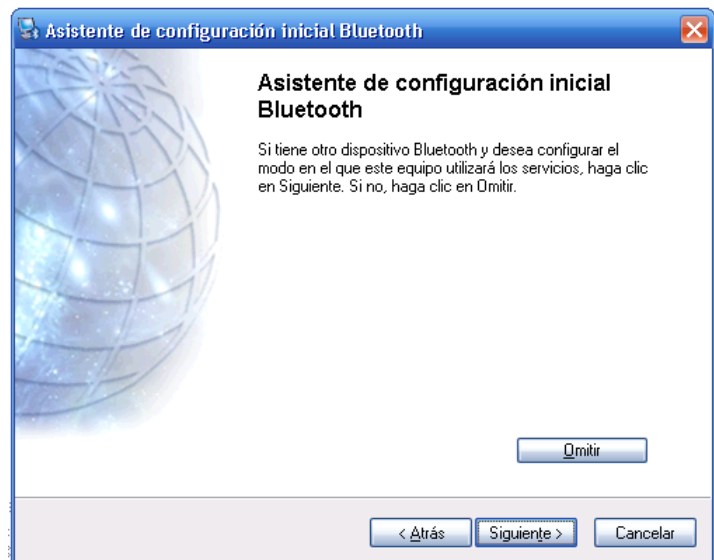 Asistente de configuración inicial Bluetooth
Asistente de configuración inicial
Bluetooth
Si tiene otro dispositivo Bluetooth y desea configurar el
modo en el que este equipo utilizará los servicios, haga clic
en Siguiente. Si no, haga clic en Omitir.
Omitir
< Atrás
Siguiente >
Cancelar